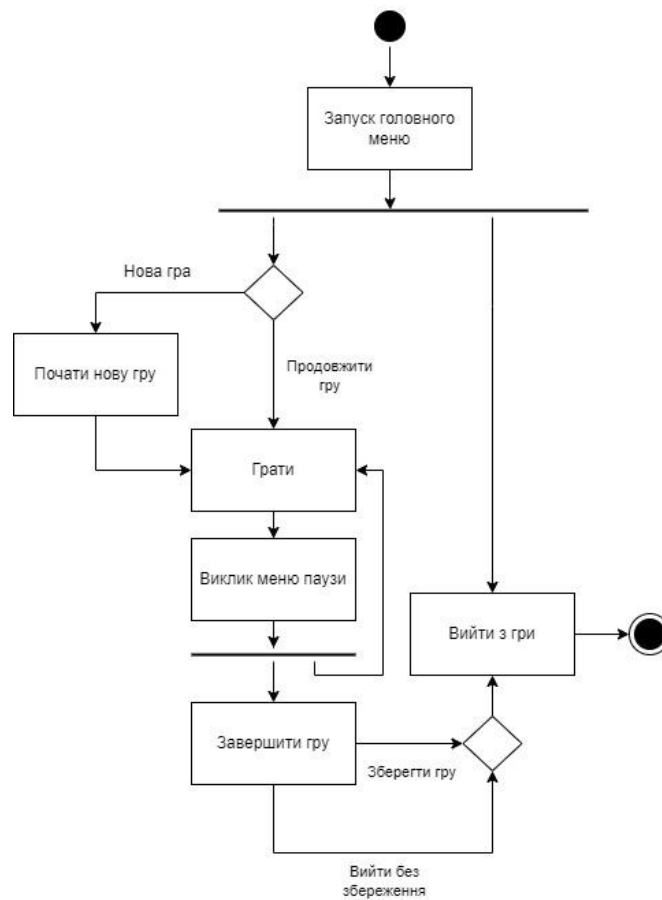 Запуск головного
меню
Нова гра
Почати нову гру
Продовжити
гру
Грати
Виклик меню паузи
Вийти з гри
Завершити гру
Зберегти гру
Вийти без
збереження